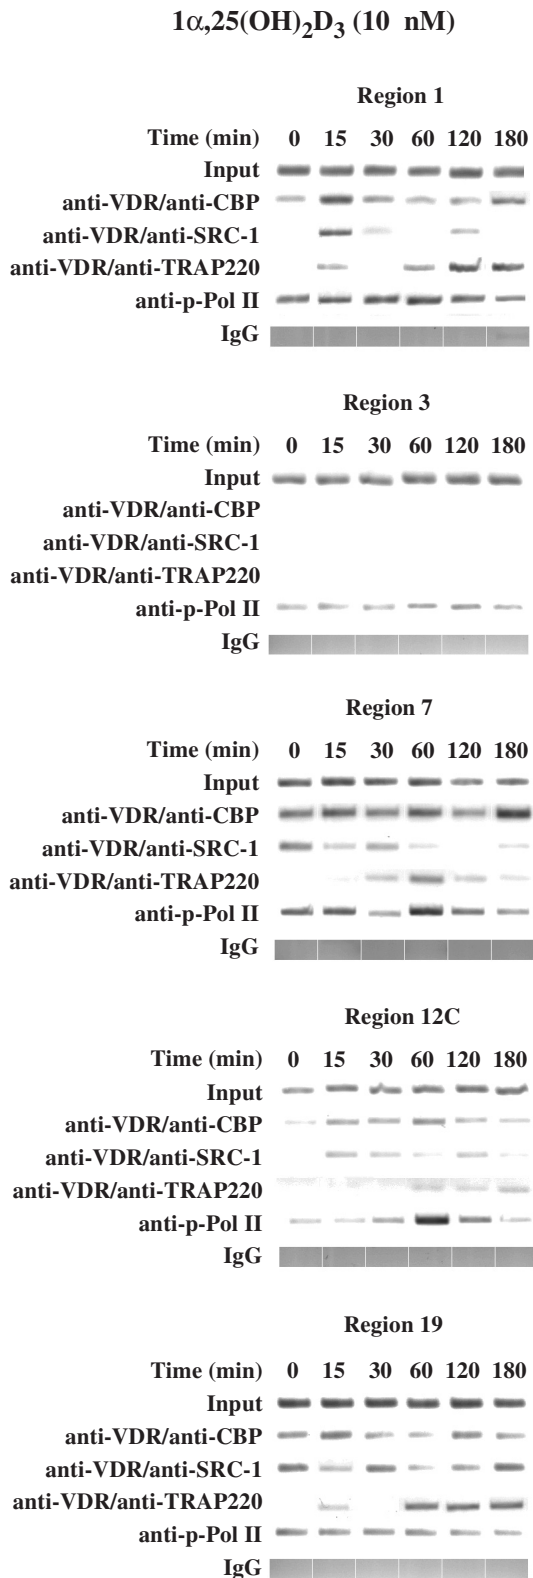 1α,25(OH)2D3 (10 nM)
Region 1
Time (min) 0 15 30 60 120 180
Input
anti-VDR/anti-CBP
anti-VDR/anti-SRC-1
anti-VDR/anti-TRAP220
anti-p-Pol II
IgG
Region 3
Time (min) 0 15 30 60 120 180
Input
anti-VDR/anti-CBP
anti-VDR/anti-SRC-1
anti-VDR/anti-TRAP220
anti-p-Pol II
IgG
Region 7
Time (min) 0 15 30 60 120 180
Input
anti-VDR/anti-CBP
anti-VDR/anti-SRC-1
anti-VDR/anti-TRAP220
anti-p-Pol II
IgG
Region 12C
Time (min) 0 15 30 60 120 180
Input
anti-VDR/anti-CBP
anti-VDR/anti-SRC-1
anti-VDR/anti-TRAP220
anti-p-Pol II
IgG
Region 19
Time (min) 0 15 30 60 120 180
Input
anti-VDR/anti-CBP
anti-VDR/anti-SRC-1
anti-VDR/anti-TRAP220
anti-p-Pol II
IgG